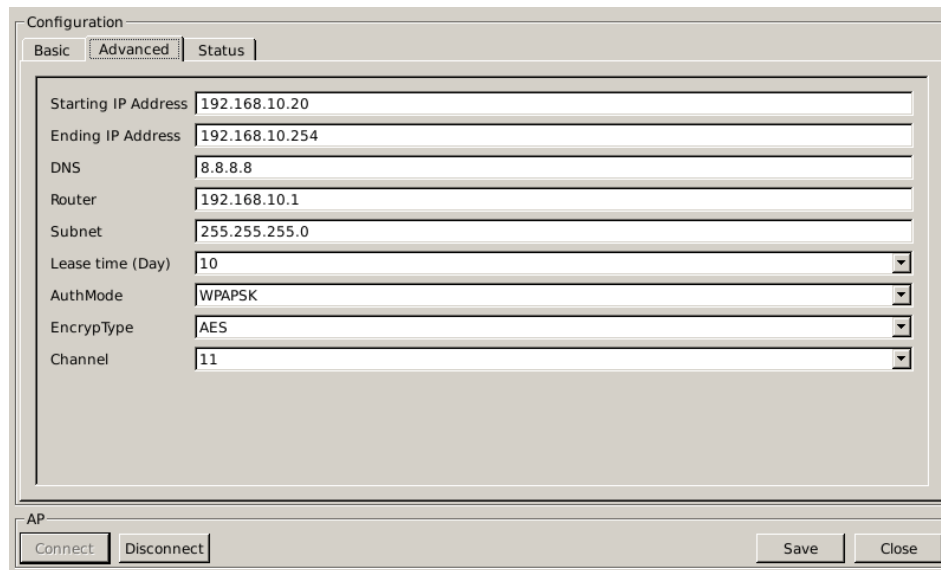 Configuration
Basic Advanced Status
Starting IP Address 192.168.10.20
Ending IP Address 192.168.10.254
DNS 8.8.8.8
Router 192.168.10.1
Subnet 255.255.255.0
Lease time (Day) 10
AuthMode WPAPSK
EncrypType AES
Channel 11
AP
Connect Disconnect Save Close